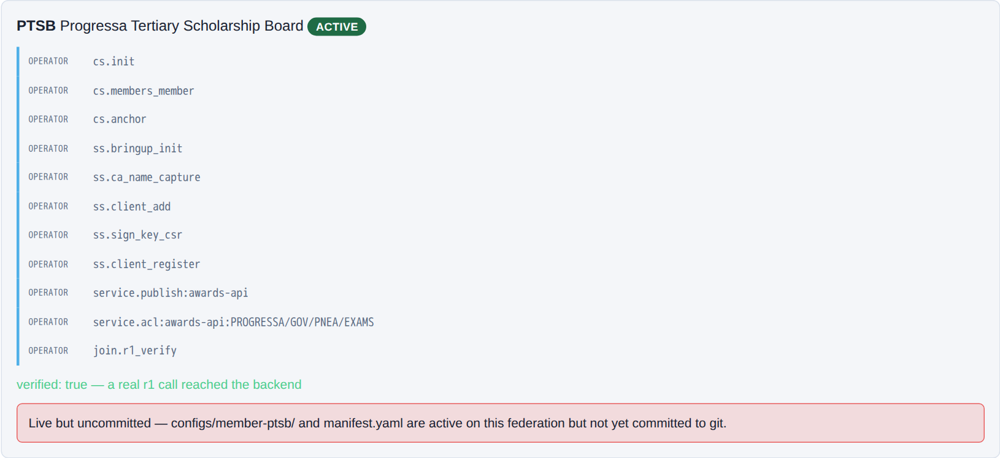 PTSB Progressa Tertiary Scholarship Board ACTIVE
OPERATOR cs.init
OPERATOR cs.members_member
OPERATOR cs.anchor
OPERATOR ss.bringup_init
OPERATOR ss.ca_name_capture
OPERATOR ss.client_add
OPERATOR ss.sign_key_csr
OPERATOR ss.client_register
OPERATOR service.publish:awards-api
OPERATOR service.acl:awards-api:PROGRESSA/GOV/PNEA/EXAMS
OPERATOR join.r1_verify
verified: true — a real r1 call reached the backend
Live but uncommitted — configs/member-ptsb/ and manifest.yaml are active on this federation but not yet committed to git.